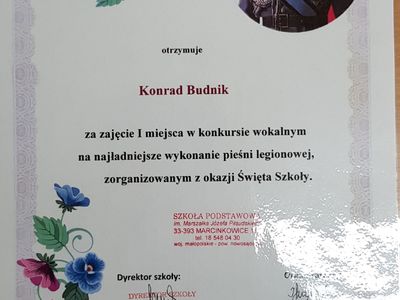 otrzymuje
Konrad Budnik
za zajęcie I miejsca w konkursie wokalnym
na najładniejsze wykonanie pieśni legionowej,
zorganizowanym z okazji Święta Szkoły.
SZKOŁA PODSTAWOWA
im. Marszałka Józefa Piłsudskiego
33-393 MARCINKOWICE
tel. 18 548 04 30
woj. małopolskie - pow. nowosądecki
Dyrektor szkoły:
DYREKTOR SZKOŁY